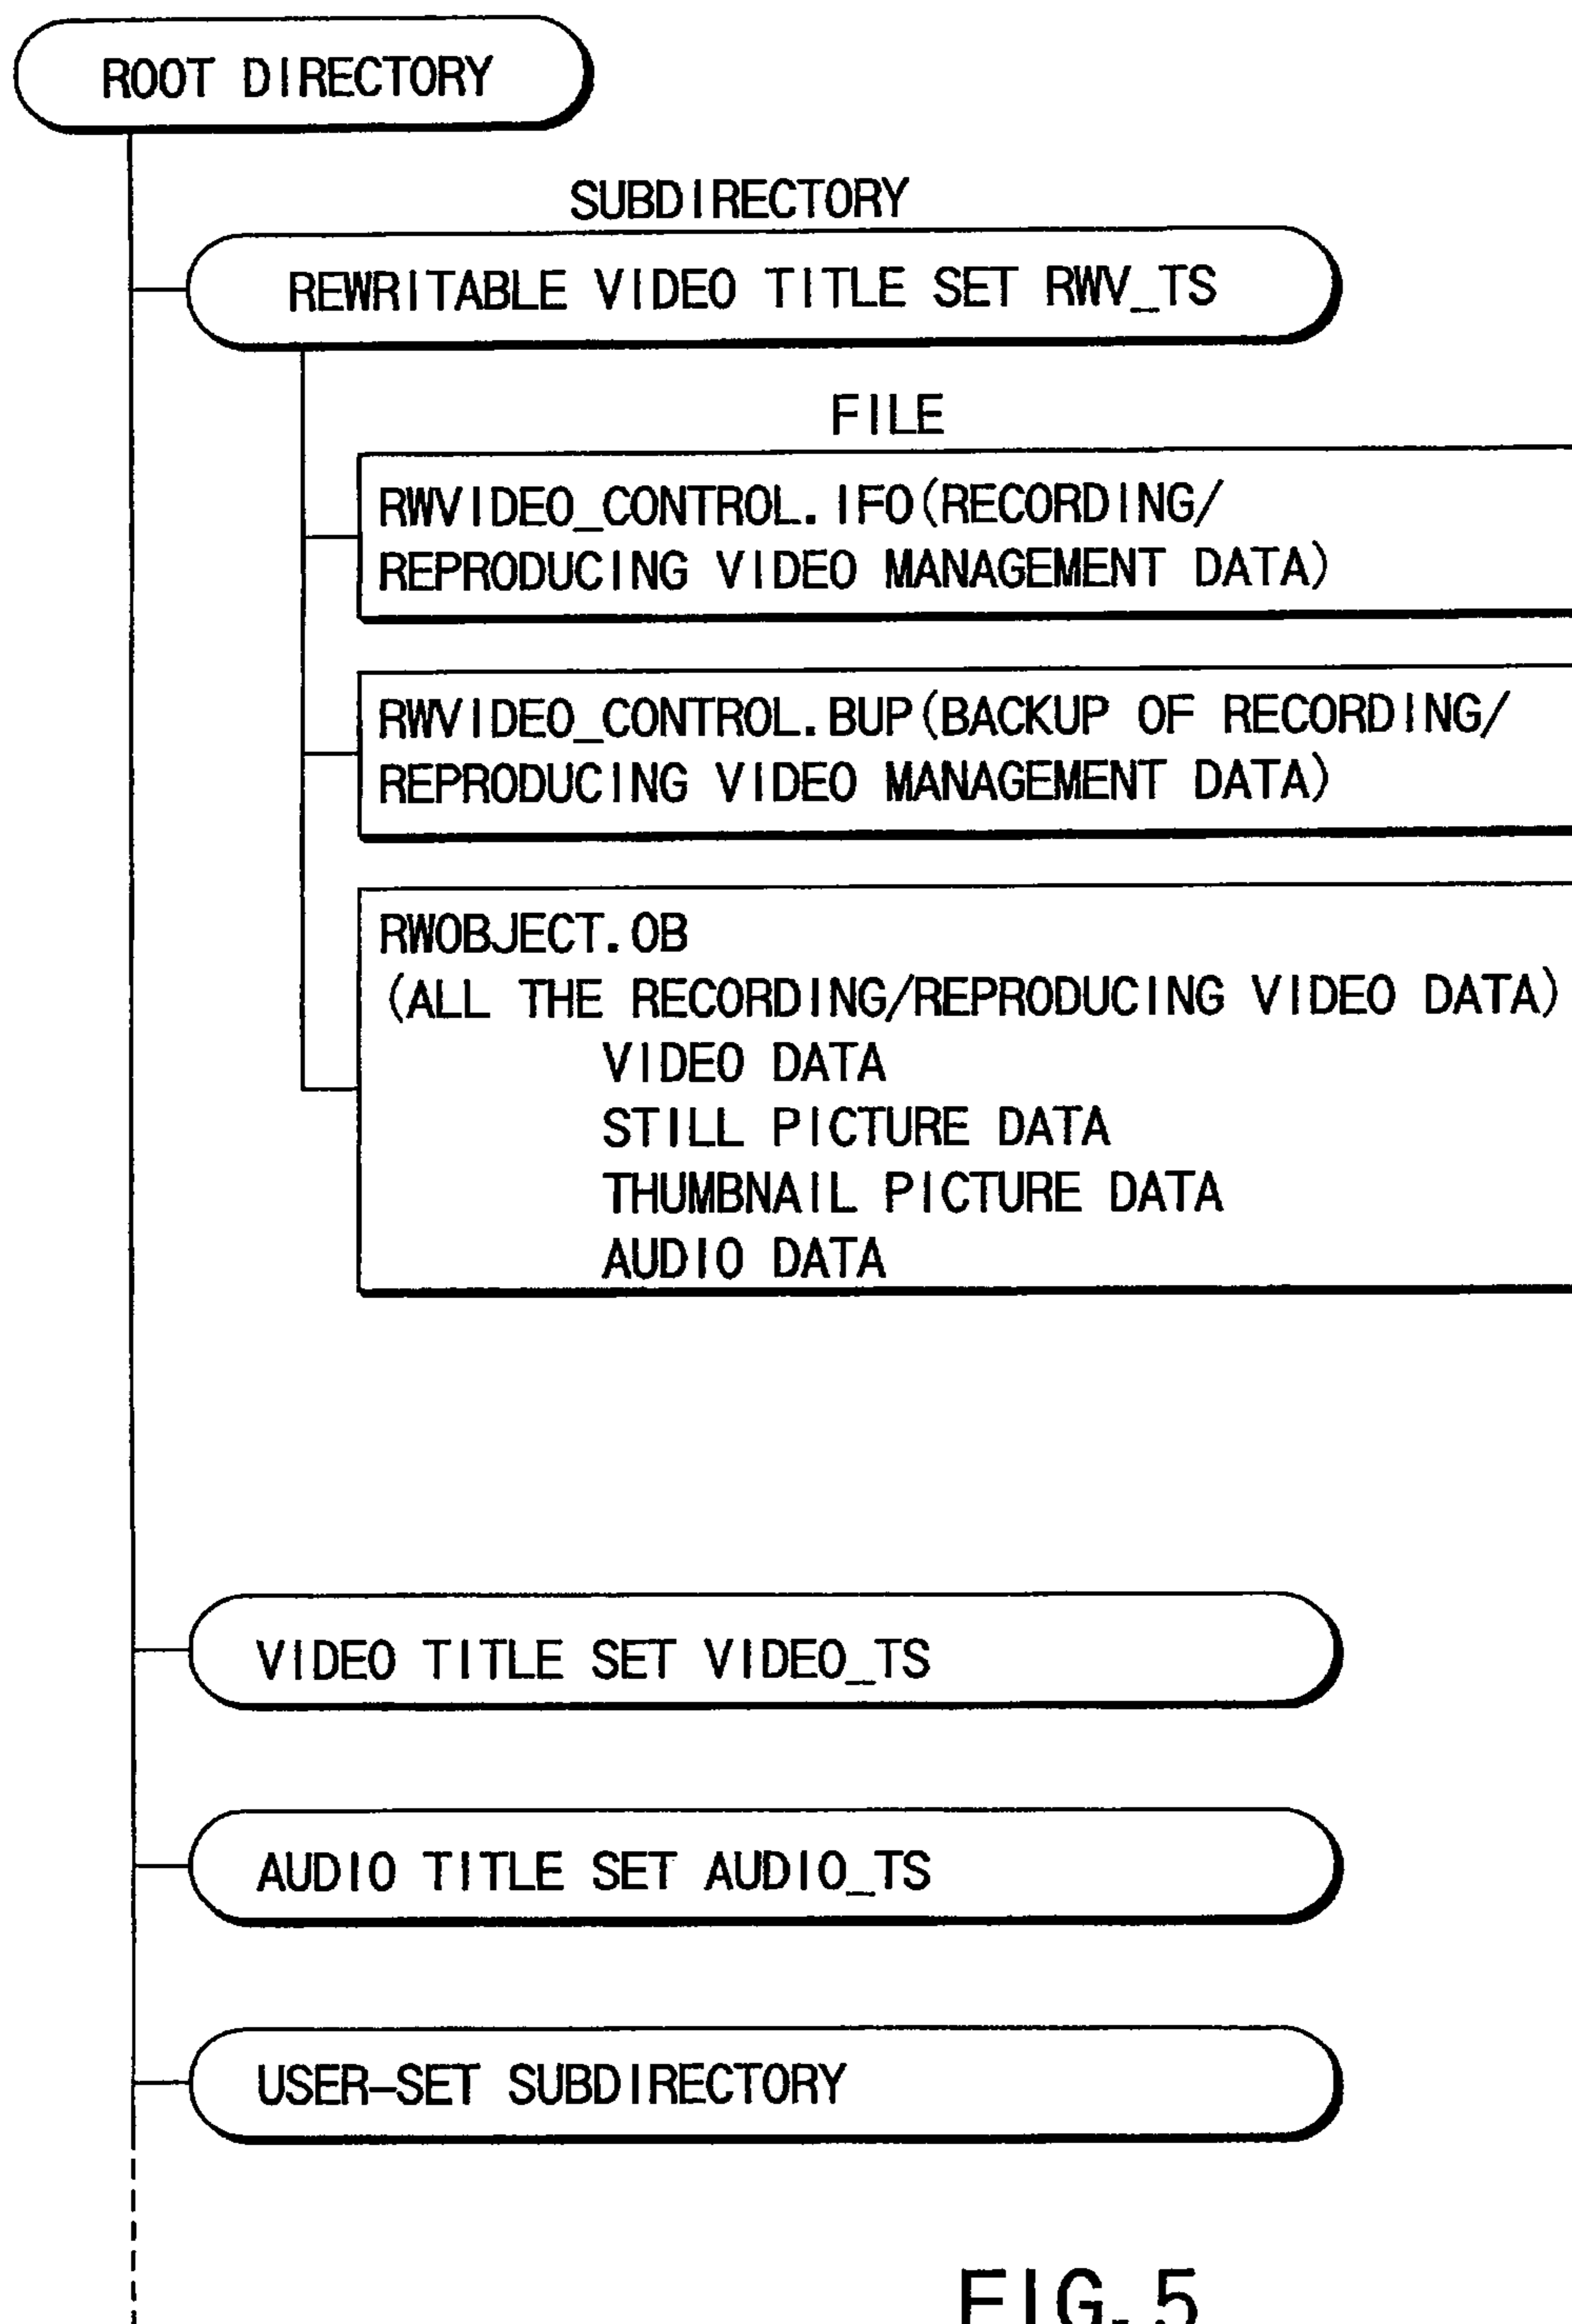 ROOT DIRECTORY
SUBDIRECTORY
REWRITABLE VIDEO TITLE SET RWV_TS
FILE
RWVIDEO_CONTROL.IFO(RECORDING/
REPRODUCING VIDEO MANAGEMENT DATA)
RWVIDEO_CONTROL.BUP(BACKUP OF RECORDING/
REPRODUCING VIDEO MANAGEMENT DATA)
RWOBJECT.OB
(ALL THE RECORDING/REPRODUCING VIDEO DATA)
VIDEO DATA
STILL PICTURE DATA
THUMBNAIL PICTURE DATA
AUDIO DATA
VIDEO TITLE SET VIDEO_TS
AUDIO TITLE SET AUDIO_TS
USER-SET SUBDIRECTORY
FIG.5